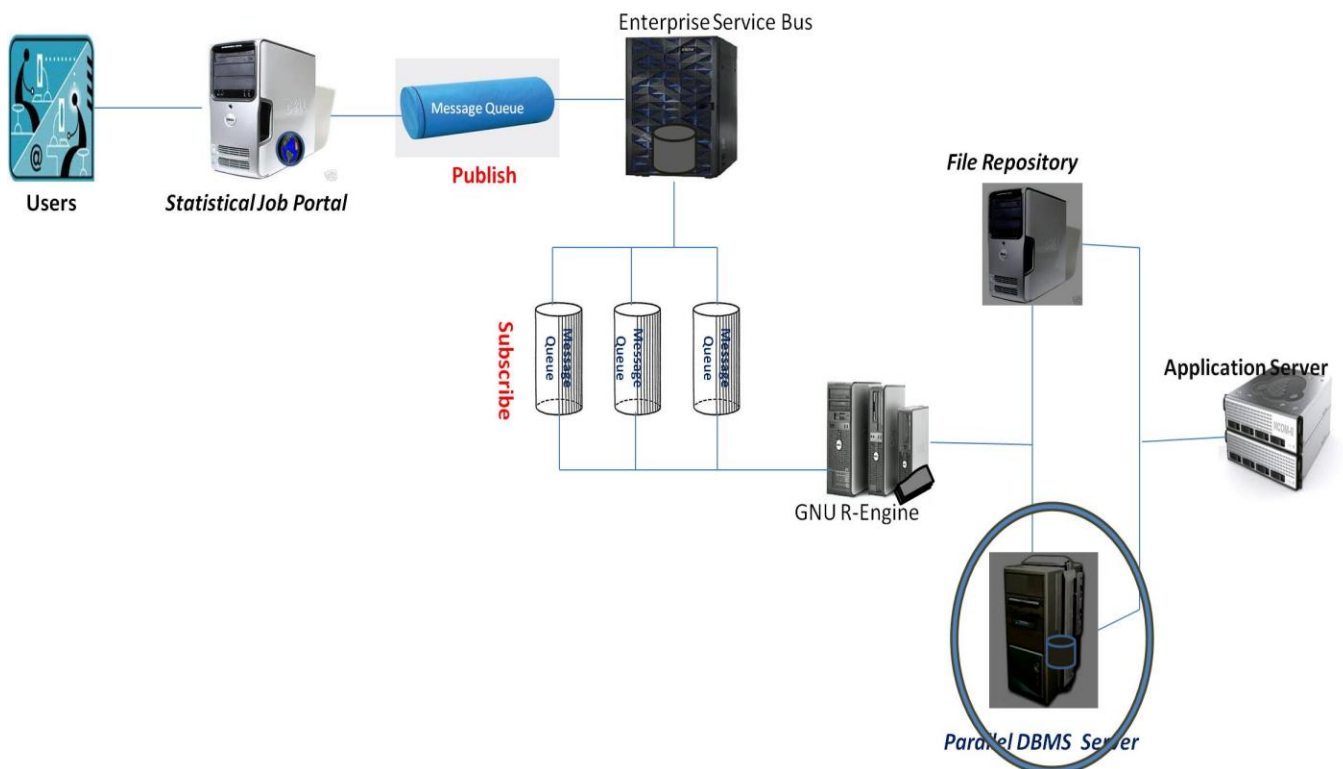 Enterprise Service Bus
Message Queue
Publish
Users
Statistical Job Portal
File Repository
Subscribe
Message
Queue
Message
Queue
Message
Queue
Application Server
GNU R-Engine
Parallel DBMS Server